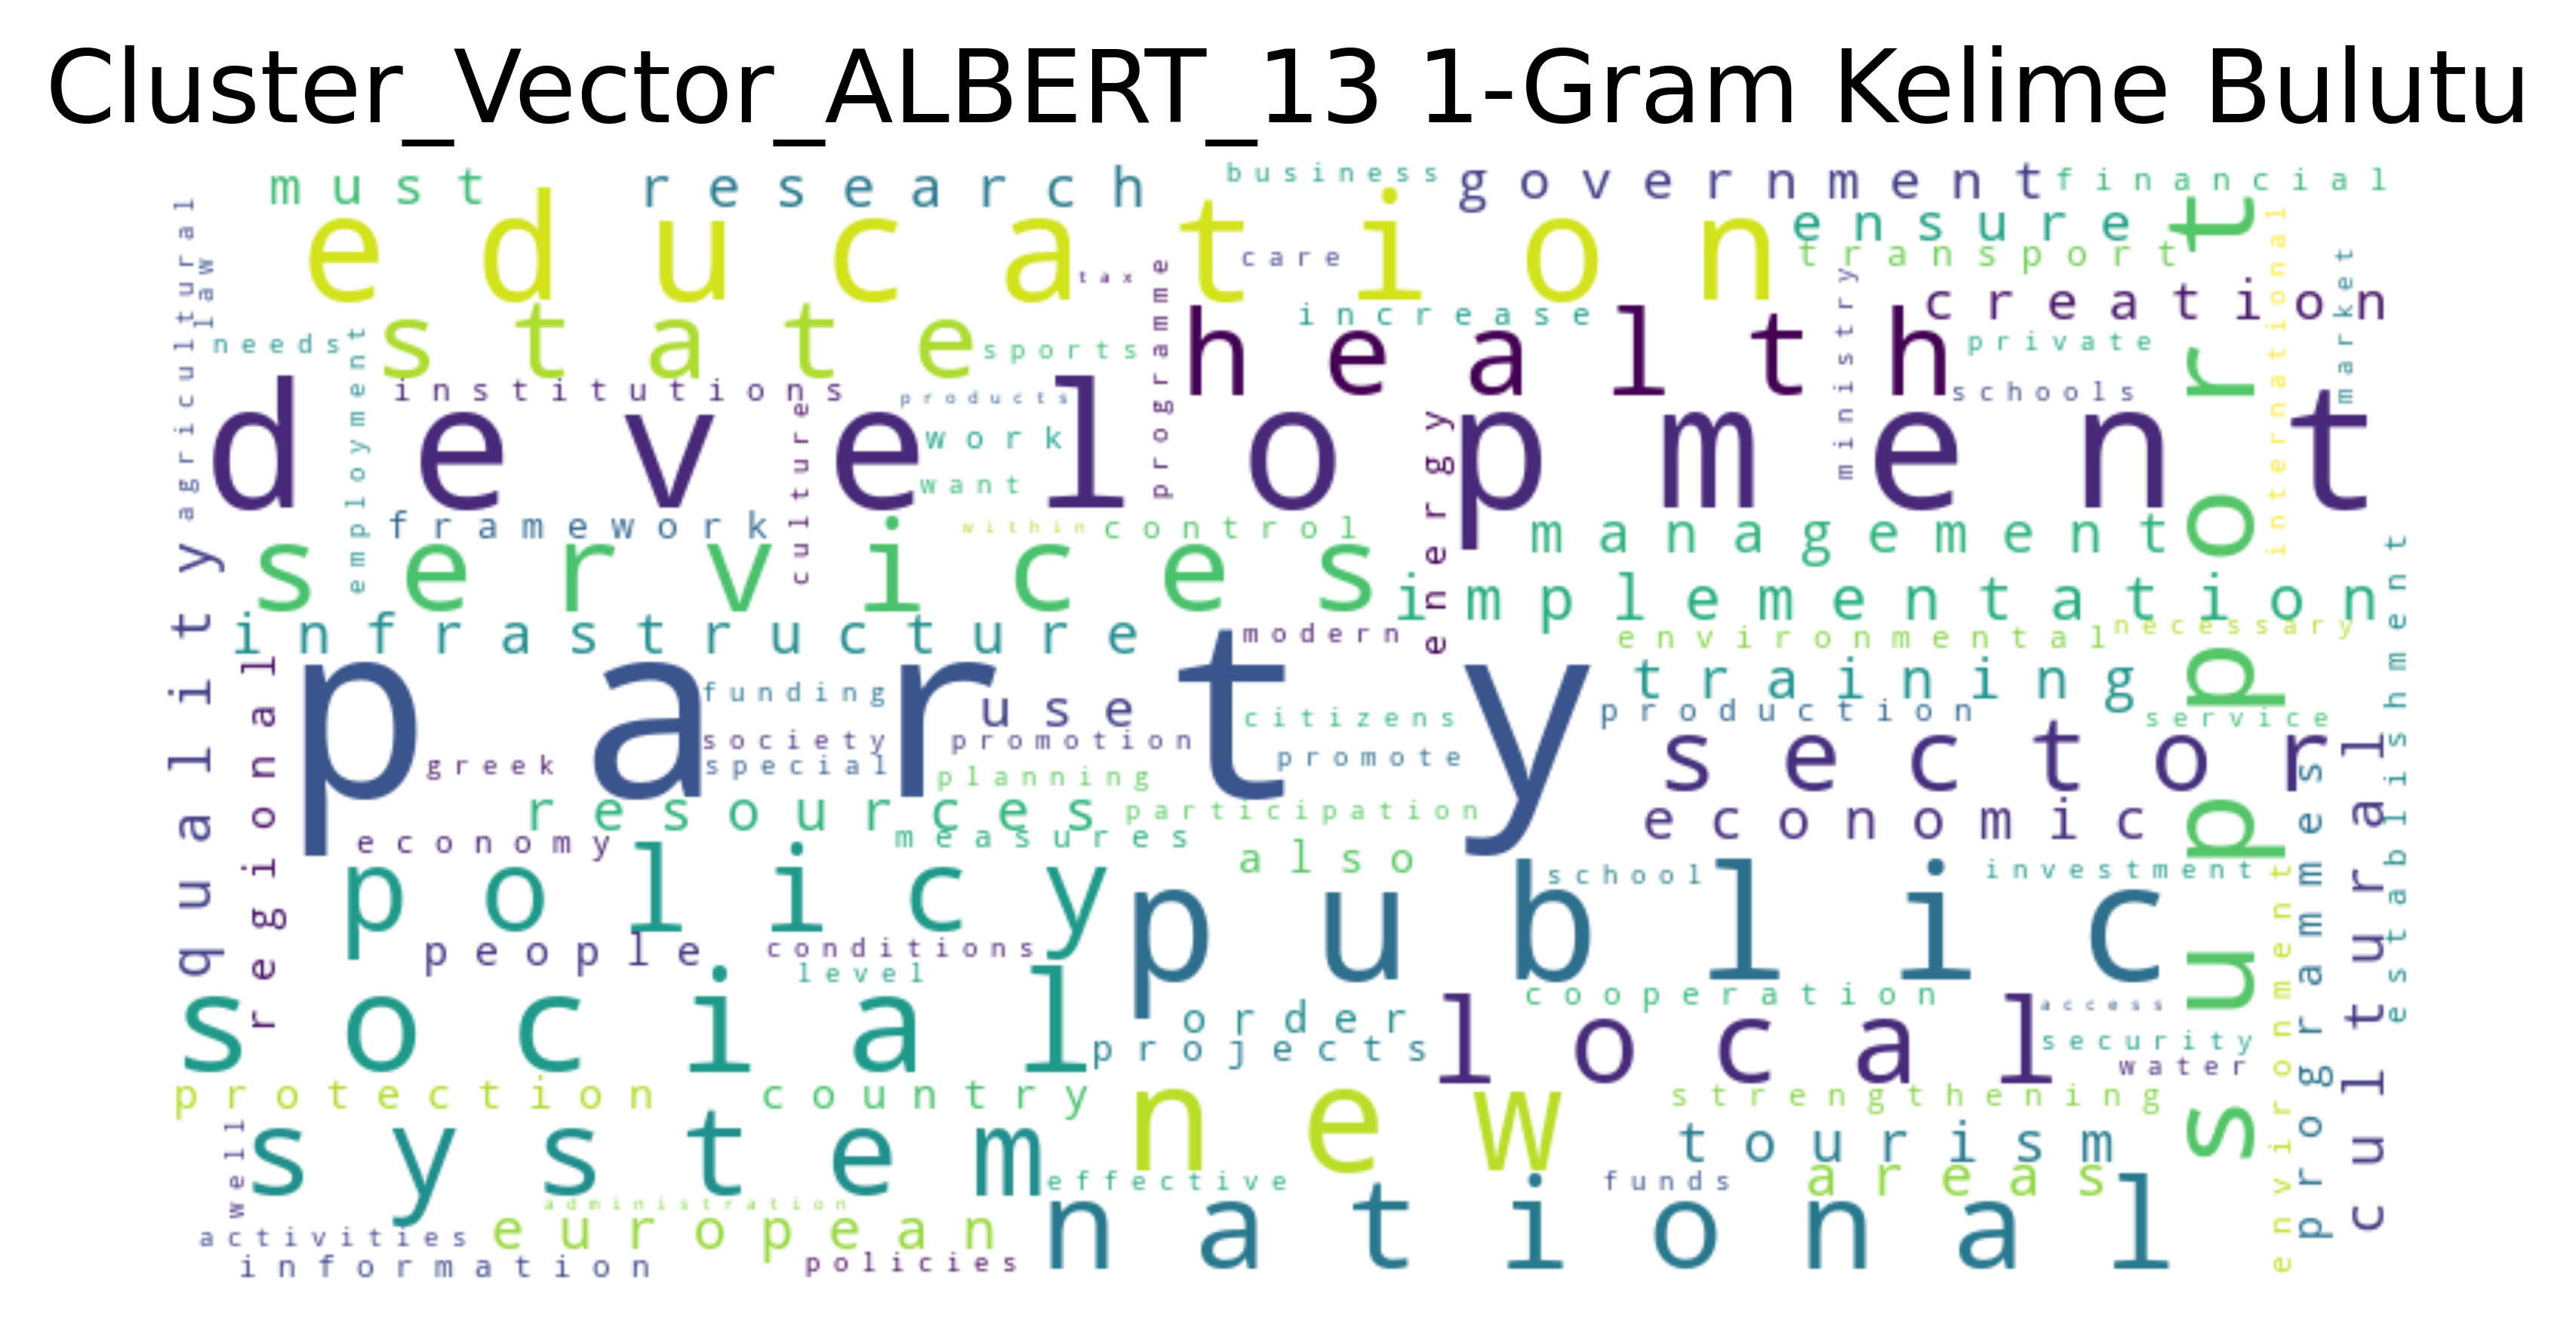 Cluster_Vector_ALBERT_13 1-Gram Kelime Bulutu
must research business government financial
education ensure
care transport
tax
agricultural law programme ministry creation international market support
needs employment state sports increase health private
institutions products schools
development
work
want
culture energy
framework within control management
services implementation
quality infrastructure modern environmental necessary establishment
regional party funding use training
citizens production service
society promotion sector
greek special promote
planning
resources participation economic programmes cultural
economy measures
also
policy school investment
public
people conditions
level environment
social cooperation
order local access
projects security
water
protection country new strengthening
system tourism
well effective funds areas
administration national
activities european
information policies